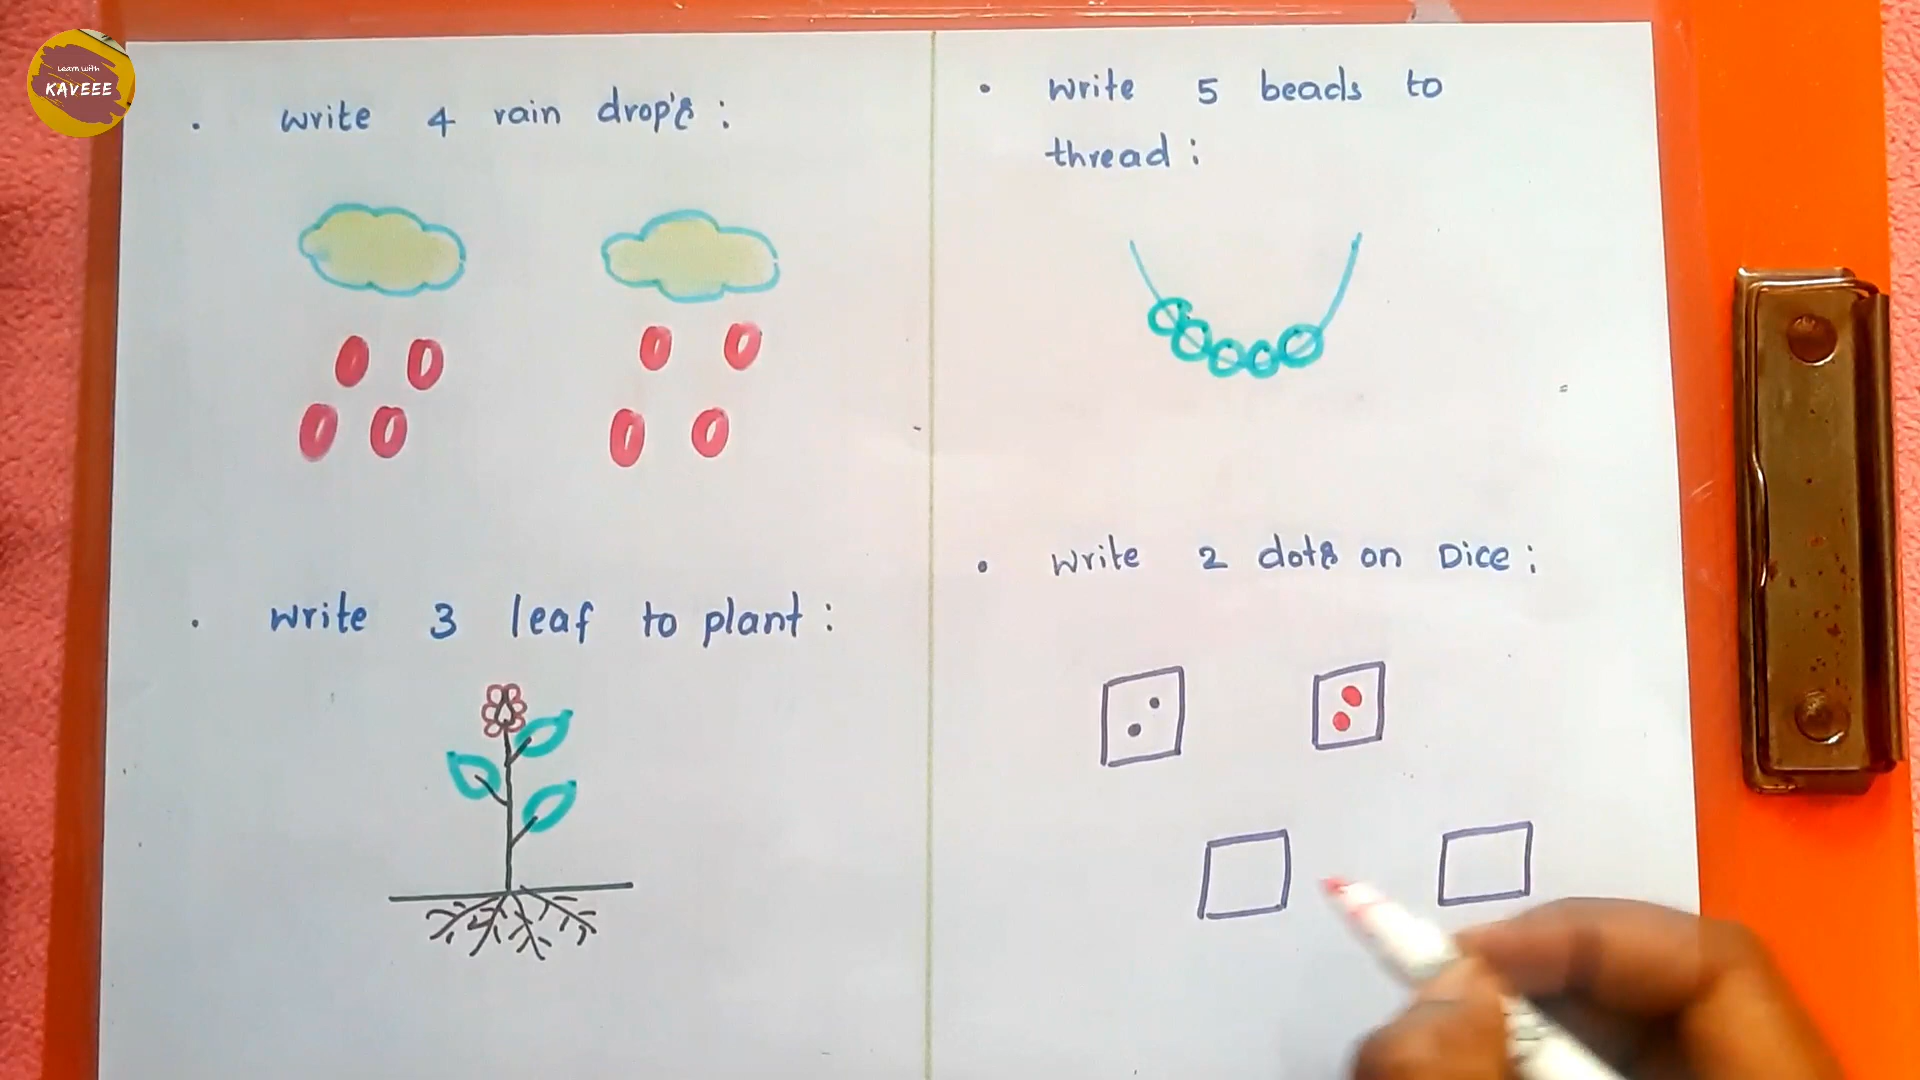 Learn with
KAVEEE
. write 4 rain drop's :
. write 3 leaf to plant :
. write 5 beads to
thread :
. write 2 dots on Dice :